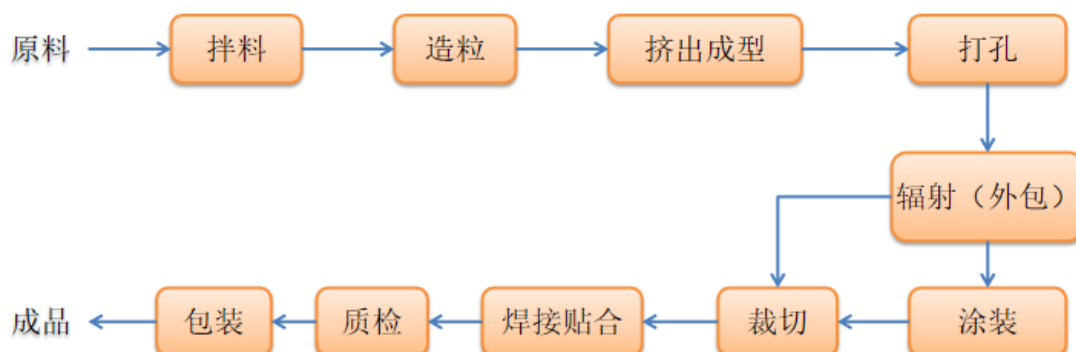 原料
拌料
造粒
挤出成型
打孔
辐射（外包）
涂装
裁切
焊接贴合
质检
包装
成品